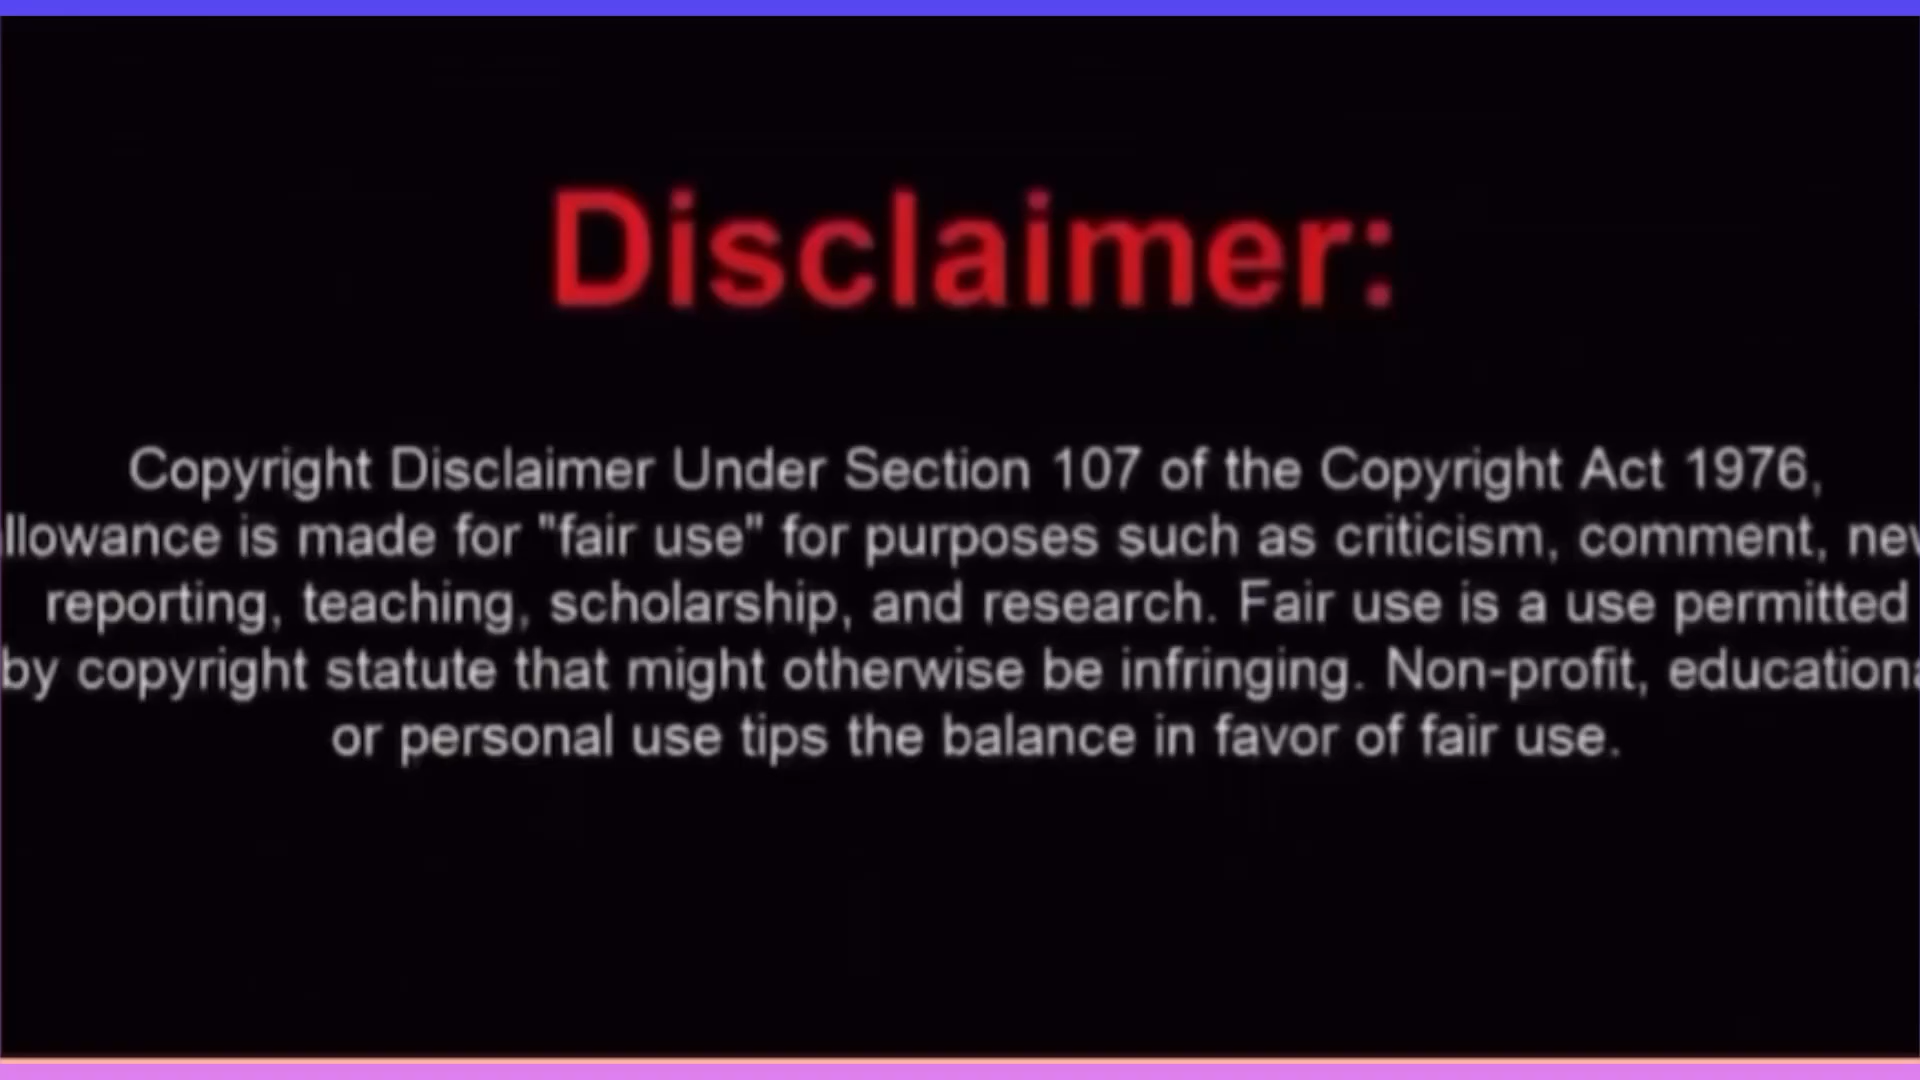 Disclaimer:
Copyright Disclaimer Under Section 107 of the Copyright Act 1976,
llowance is made for "fair use" for purposes such as criticism, comment, new
reporting, teaching, scholarship, and research. Fair use is a use permitted
by copyright statute that might otherwise be infringing. Non-profit, educationa
or personal use tips the balance in favor of fair use.